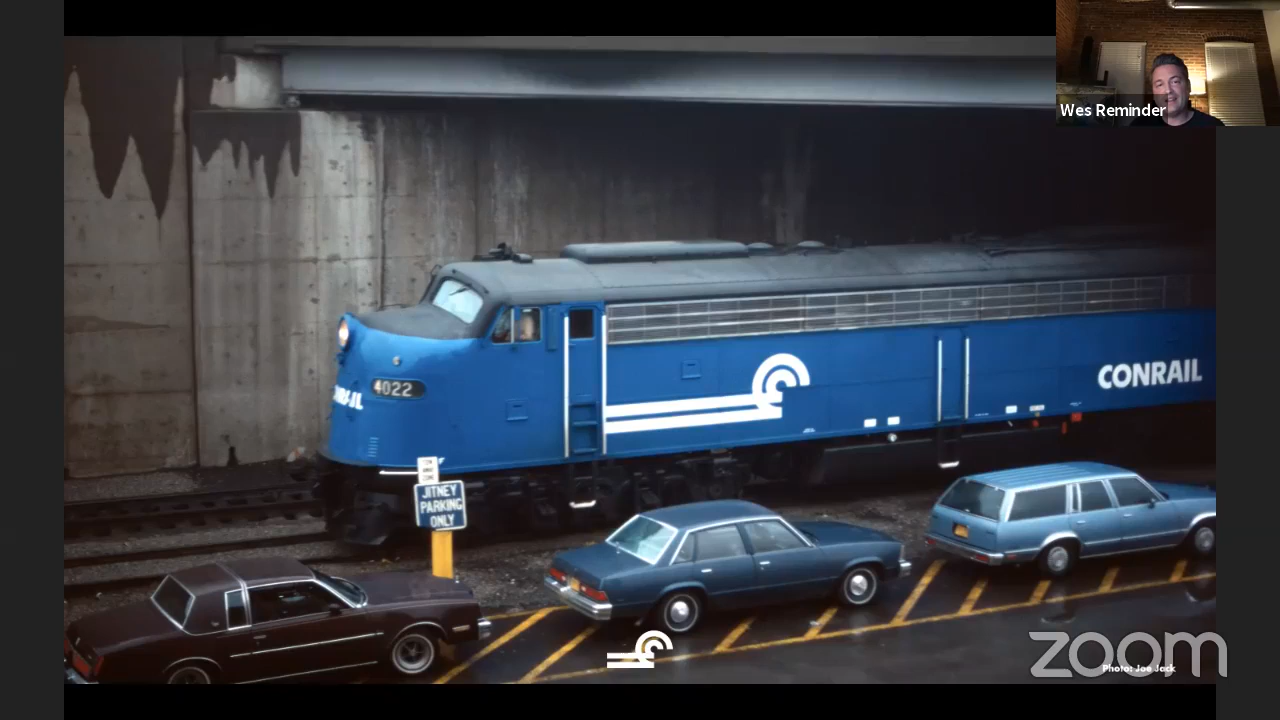 Wes Reminder
4022
CONRAIL
JITNEY
PARKING
ONLY
zoom
Photo: Joe Jack